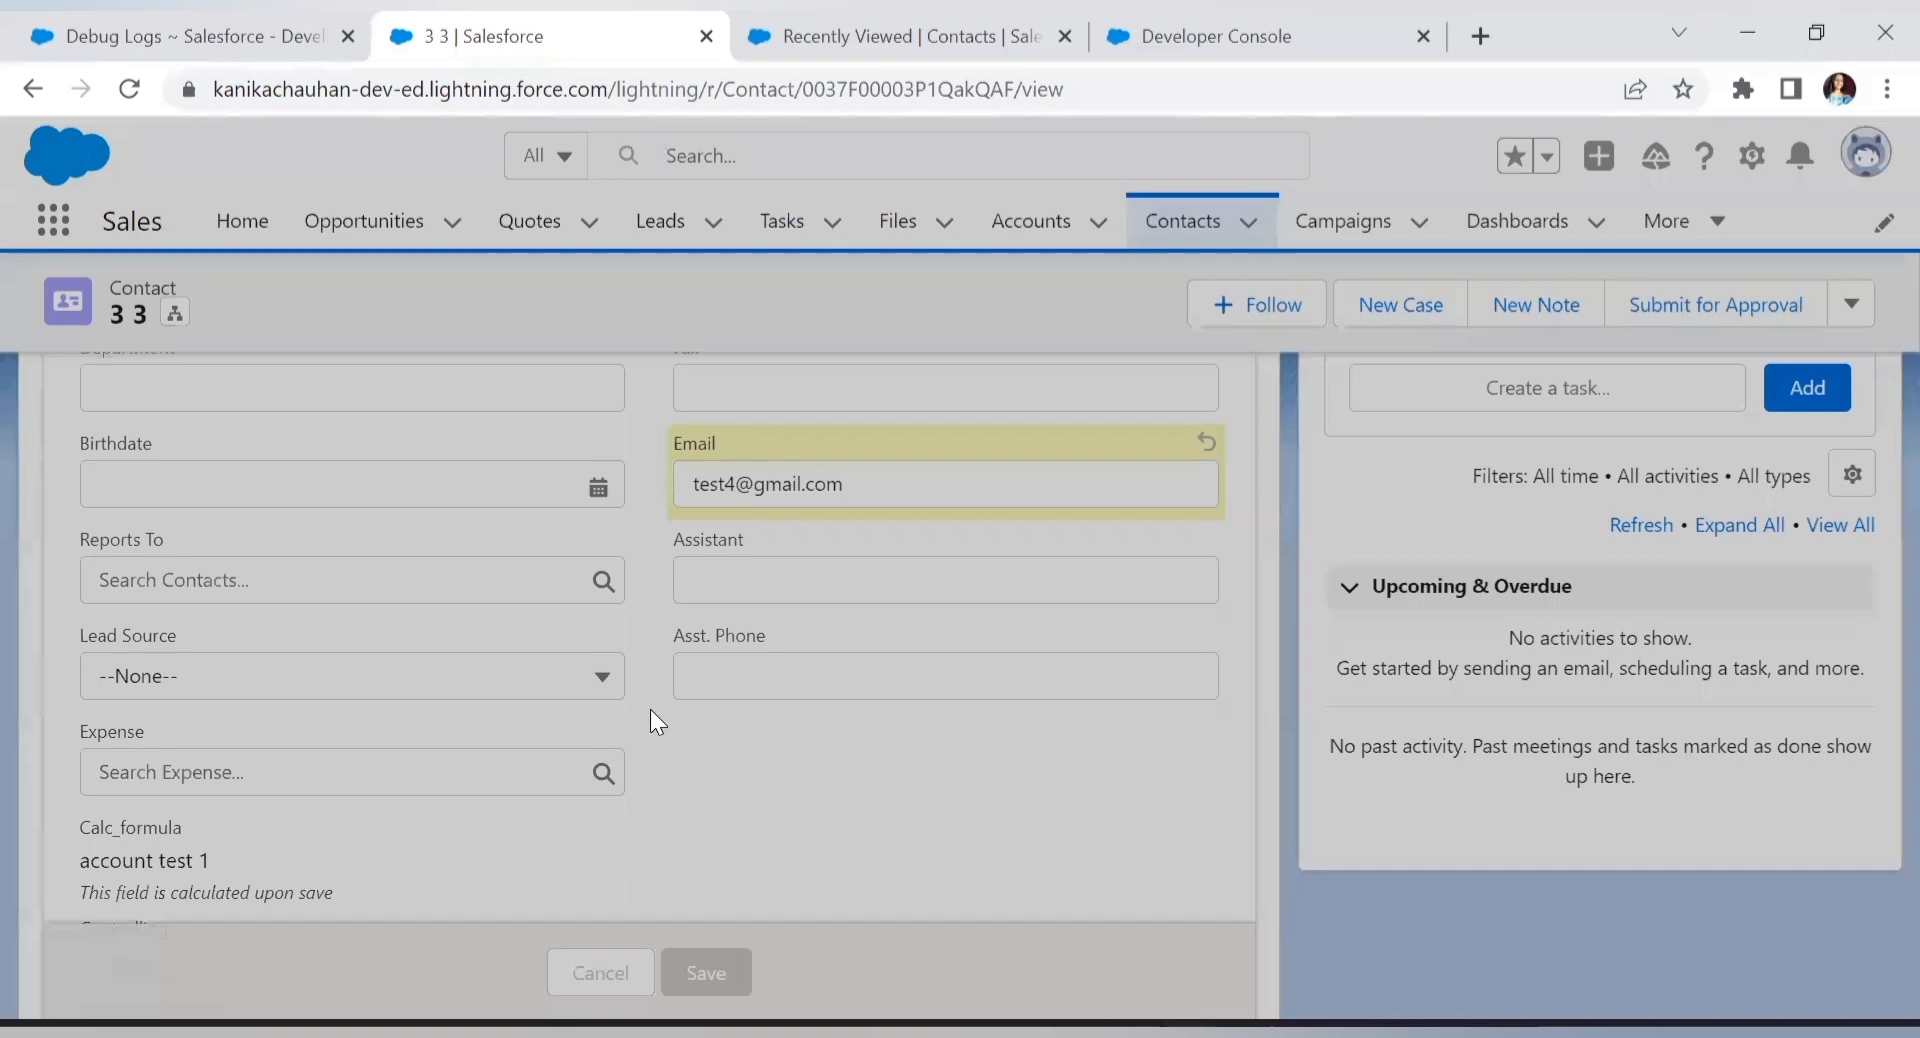 Debug Logs ~ Salesforce - Devel
3 3 | Salesforce
Recently Viewed | Contacts | Sale
Developer Console
kanikachauhan-dev-ed.lightning.force.com/lightning/r/Contact/0037F00003P1QakQAF/view
All
Search...
Sales
Home
Opportunities
Quotes
Leads
Tasks
Files
Accounts
Contacts
Campaigns
Dashboards
More
Contact
3 3
Follow
New Case
New Note
Submit for Approval
Create a task...
Add
Birthdate
Email
test4@gmail.com
Filters: All time • All activities • All types
Refresh • Expand All • View All
Reports To
Search Contacts...
Assistant
Upcoming & Overdue
No activities to show.
Get started by sending an email, scheduling a task, and more.
Lead Source
--None--
Asst. Phone
Expense
Search Expense...
No past activity. Past meetings and tasks marked as done show
up here.
Calc_formula
account test 1
This field is calculated upon save
Cancel
Save